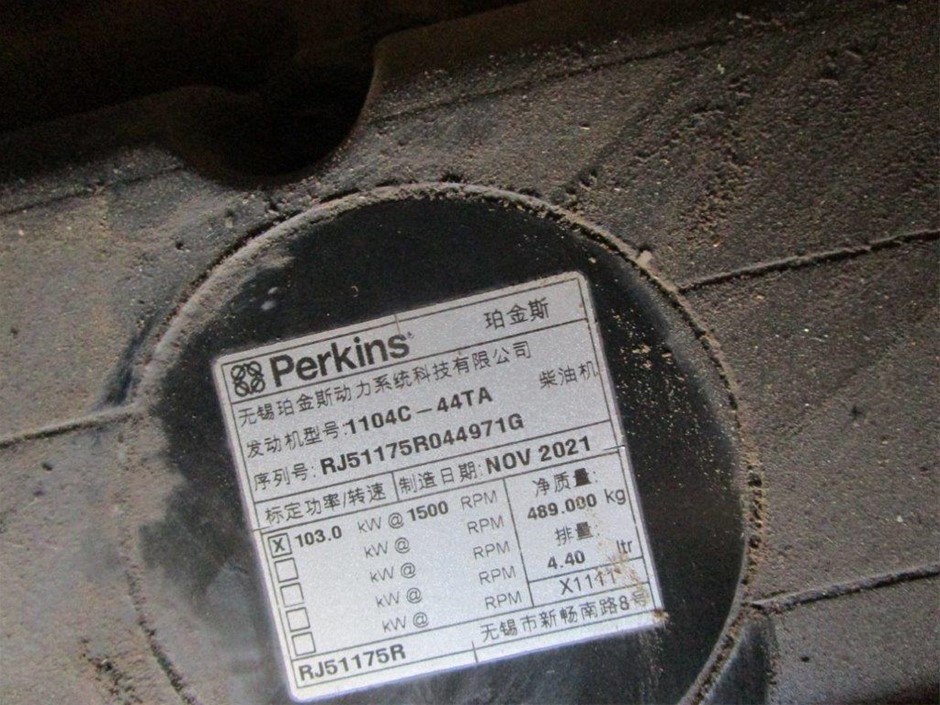 Perkins 珀金斯
无锡珀金斯动力系统科技有限公司
发动机型号:1104C-44TA 柴油机
序列号: RJ51175R044971G
标定功率/转速 制造日期: NOV 2021
X 103.0 kW @ 1500 RPM
kW @ RPM
kW @ RPM
kW @ RPM
kW @ RPM
净质量:
489.000 kg
排量:
4.40 ltr
X1111
无锡市新畅南路8号
RJ51175R